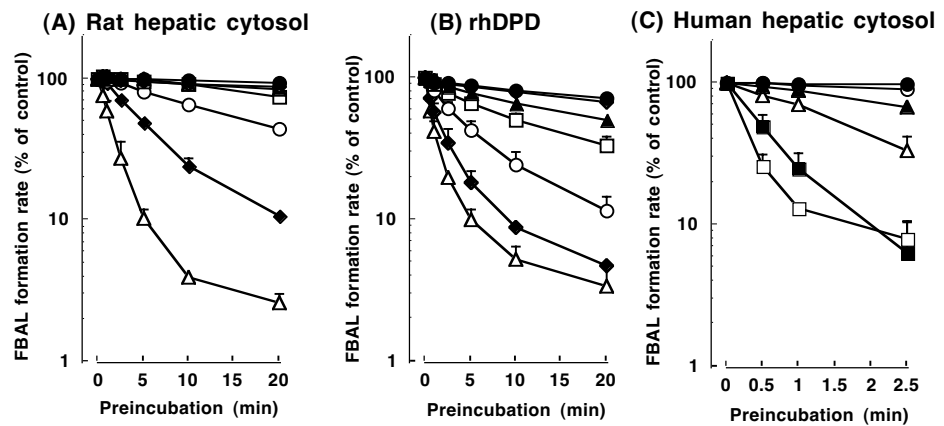 (A) Rat hepatic cytosol
FBAL formation rate (% of control)
100
10
1
0 5 10 15 20
Preincubation (min)
(B) rhDPD
FBAL formation rate (% of control)
100
10
1
0 5 10 15 20
Preincubation (min)
(C) Human hepatic cytosol
FBAL formation rate (% of control)
100
10
1
0 0.5 1 1.5 2 2.5
Preincubation (min)